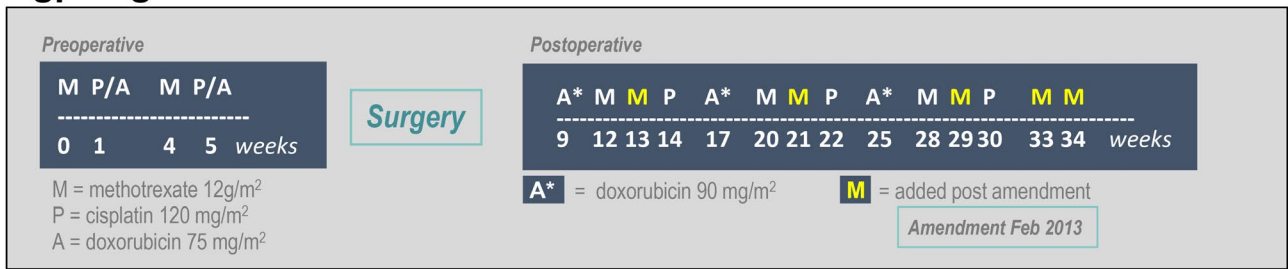 Preoperative
M P/A M P/A
-------------------------
0 1 4 5 weeks
M = methotrexate 12g/m²
P = cisplatin 120 mg/m²
A = doxorubicin 75 mg/m²
Surgery
Postoperative
A* M M P A* M M P A* M M P M M
--------------------------------------------------------------------------
9 12 13 14 17 20 21 22 25 28 29 30 33 34 weeks
A* = doxorubicin 90 mg/m²
M = added post amendment
Amendment Feb 2013